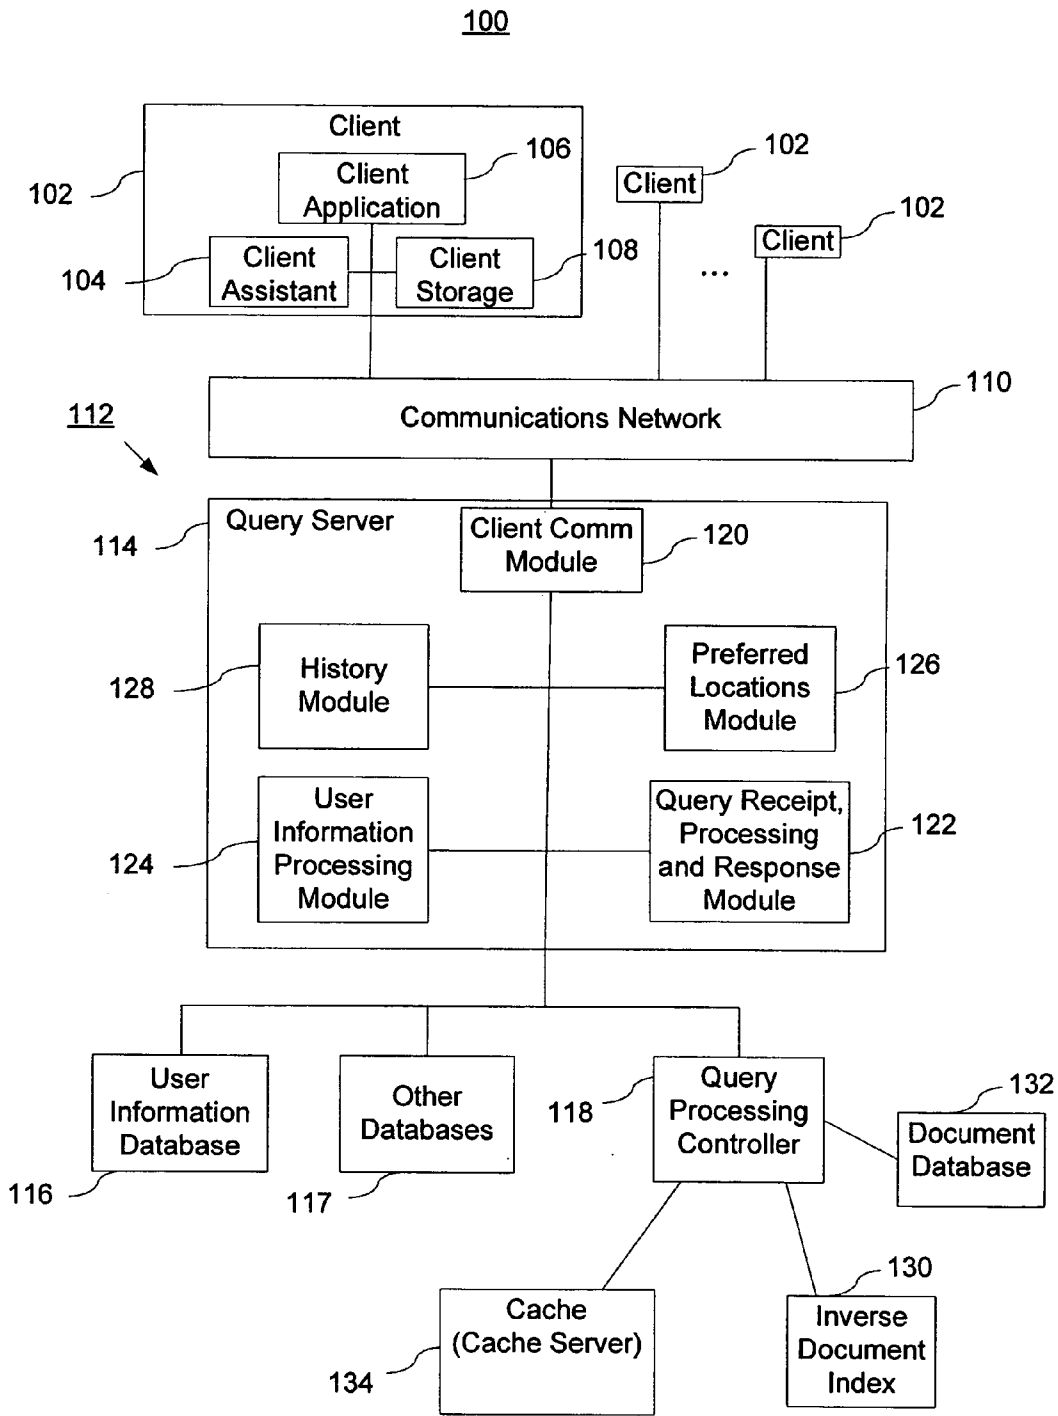 100
Client
106
Client
Application
102
104
Client
Assistant
Client
Storage
108
102
Client
102
Client
...
110
Communications Network
112
Query Server
114
Client Comm
Module
120
History
Module
128
Preferred
Locations
Module
126
User
Information
Processing
Module
124
Query Receipt,
Processing
and Response
Module
122
User
Information
Database
116
Other
Databases
117
Query
Processing
Controller
118
132
Document
Database
Cache
(Cache Server)
134
130
Inverse
Document
Index